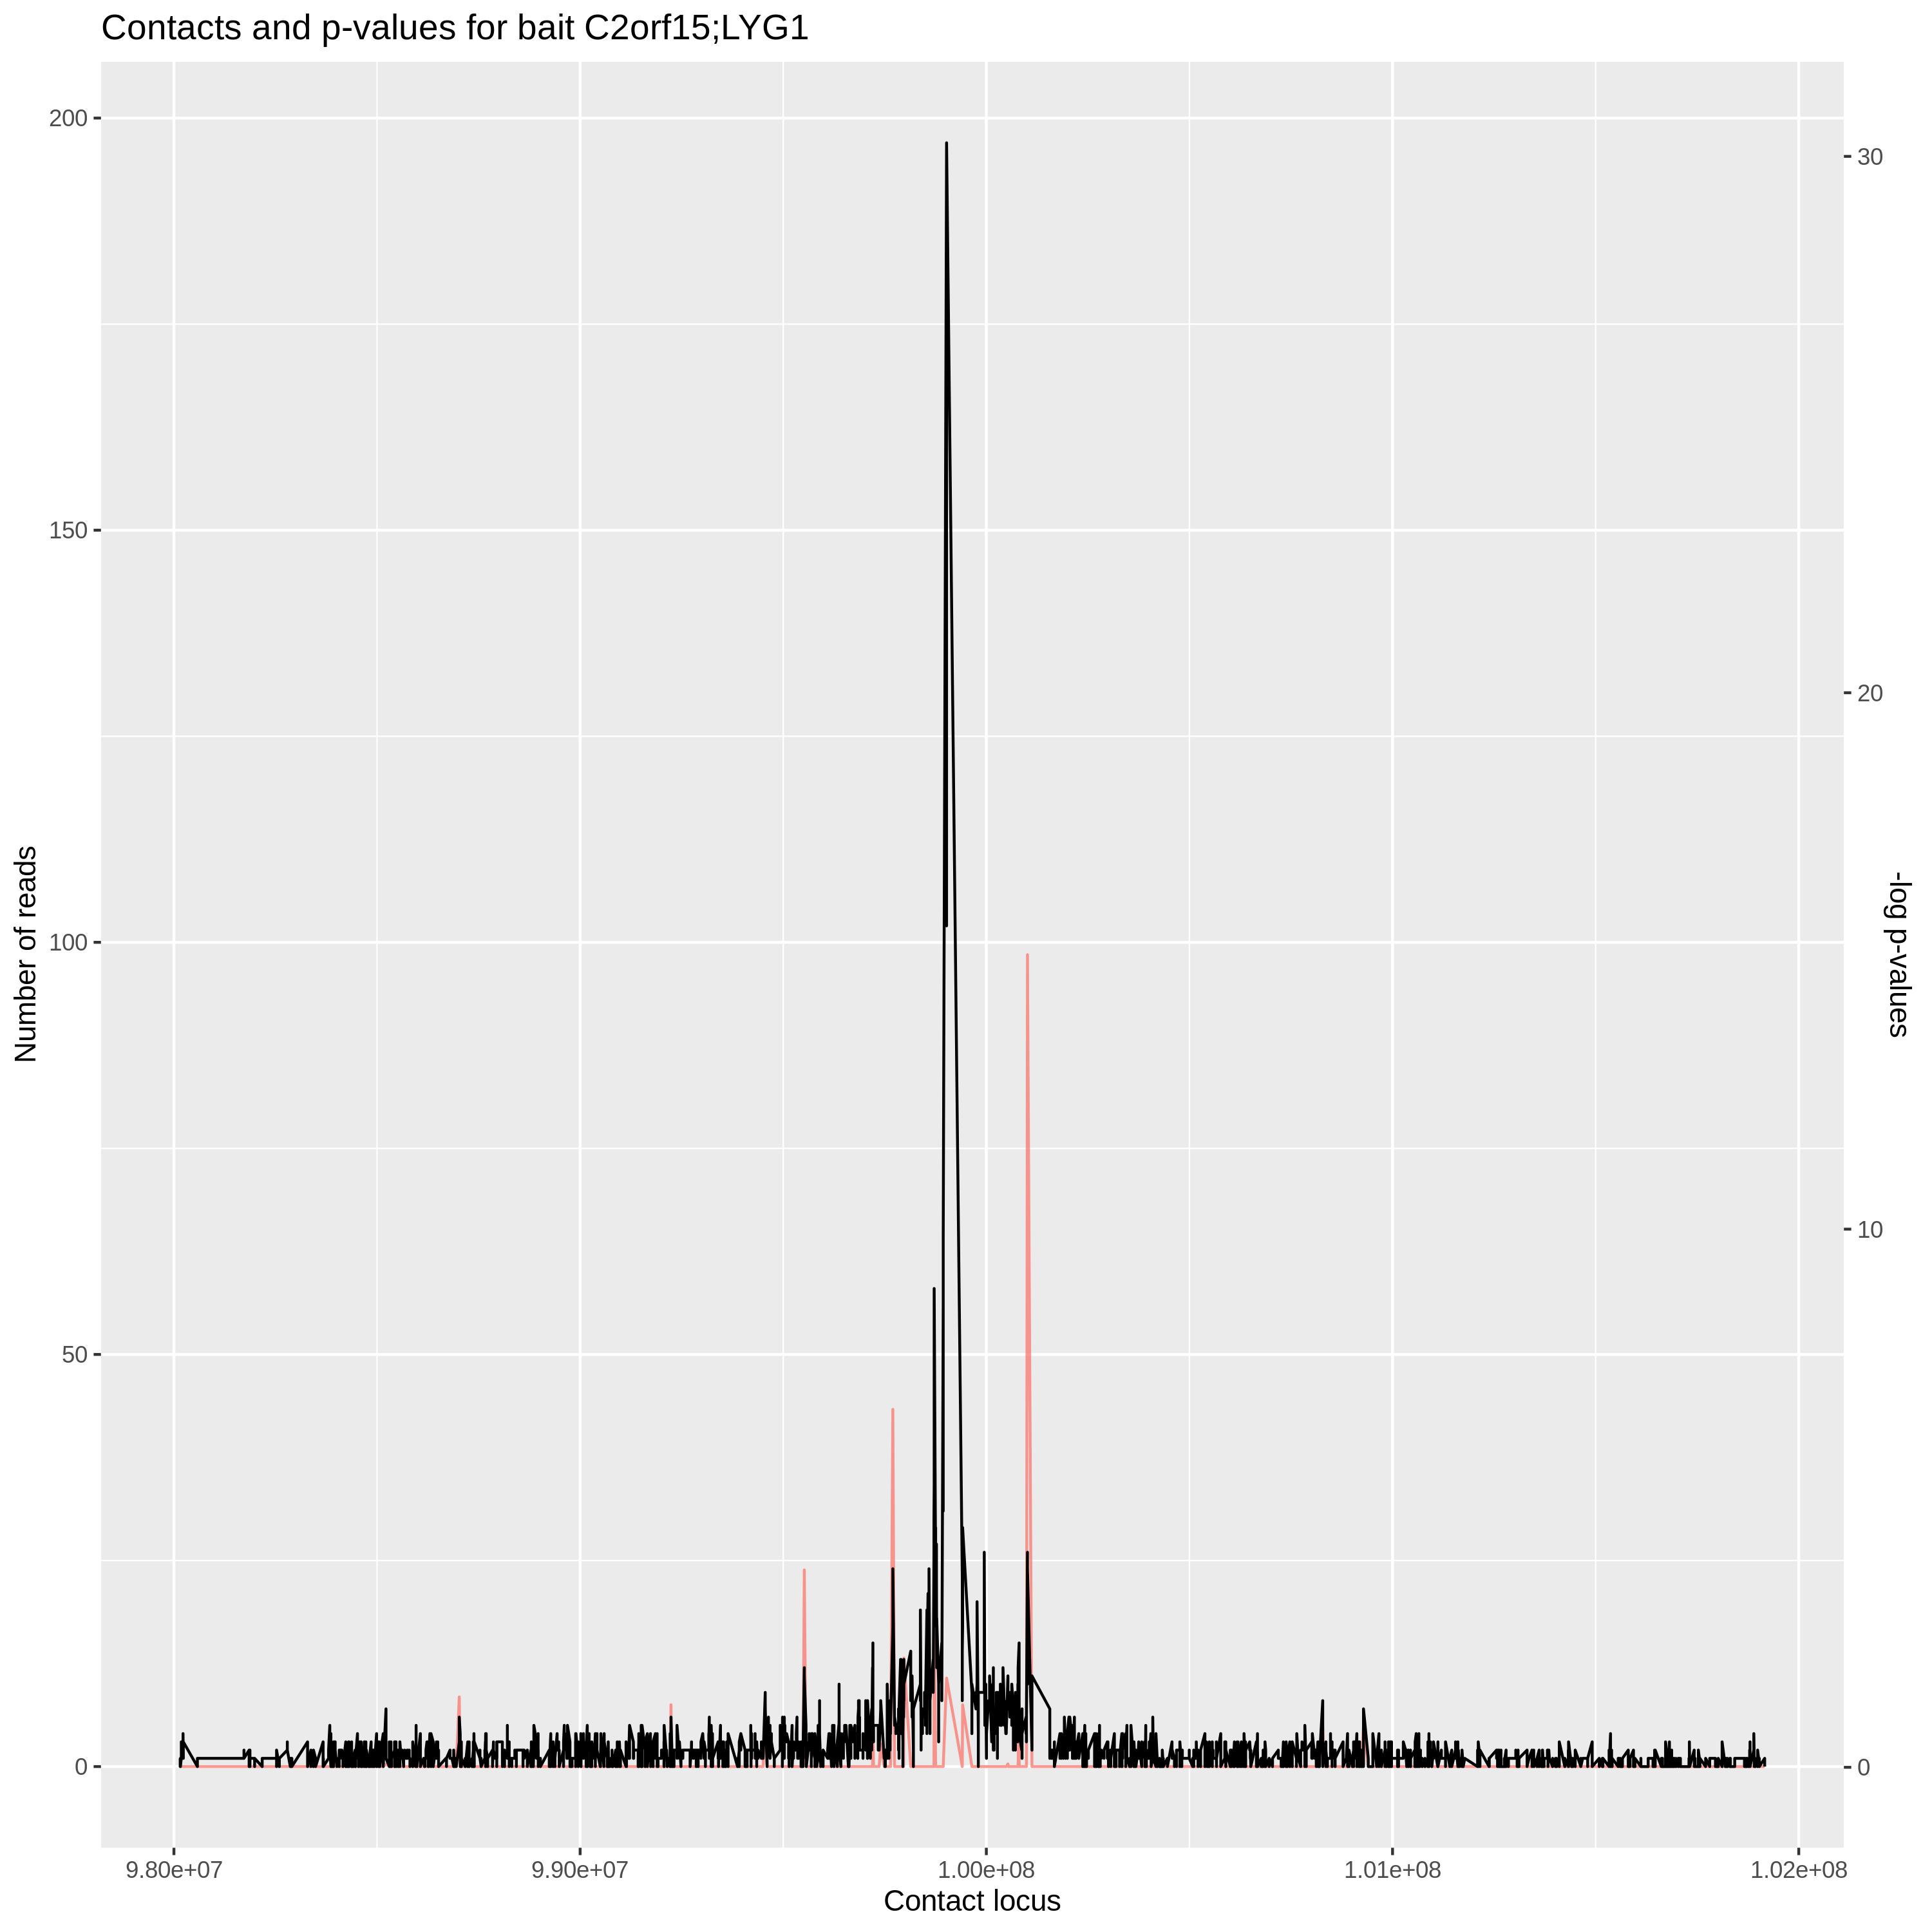 Contacts and p-values for bait C2orf15;LYG1
200
150
100
50
0
Number of reads
30
20
10
0
-log p-values
9.80e+07
9.90e+07
1.00e+08
1.01e+08
1.02e+08
Contact locus